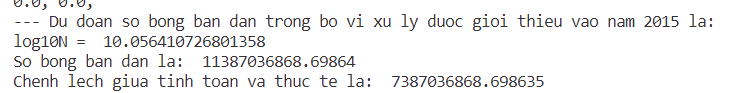 0.0, 0.0,
--- Du doan so bong ban dan trong bo vi xu ly duoc gioi thieu vao nam 2015 la:
log10N =  10.056410726801358
So bong ban dan la:  11387036868.69864
Chenh lech giua tinh toan va thuc te la:  7387036868.698635